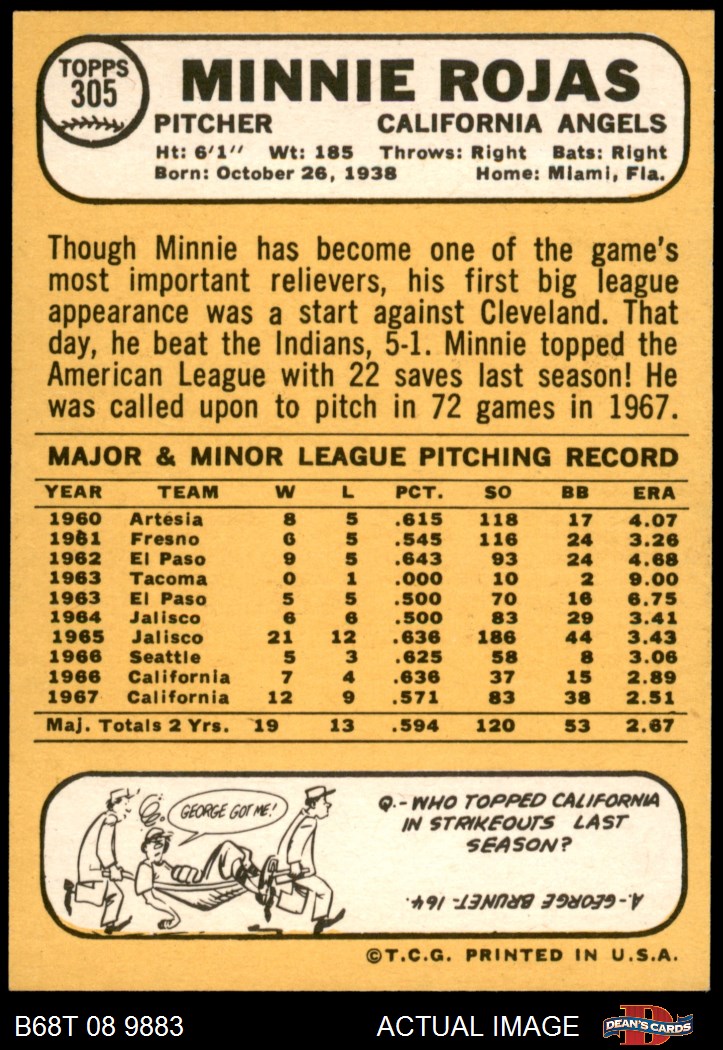 TOPPS
305
MINNIE ROJAS
PITCHER CALIFORNIA ANGELS
Ht: 6'1" Wt: 185 Throws: Right Bats: Right
Born: October 26, 1938 Home: Miami, Fla.
Though Minnie has become one of the game's
most important relievers, his first big league
appearance was a start against Cleveland. That
day, he beat the Indians, 5-1. Minnie topped the
American League with 22 saves last season! He
was called upon to pitch in 72 games in 1967.
MAJOR & MINOR LEAGUE PITCHING RECORD
YEAR TEAM W L PCT. SO BB ERA
1960 Artesia 8 5 .615 118 17 4.07
1961 Fresno 6 5 .545 116 24 3.26
1962 El Paso 9 5 .643 93 24 4.68
1963 Tacoma 0 1 .000 10 2 9.00
1963 El Paso 5 5 .500 70 16 6.75
1964 Jalisco 6 6 .500 83 29 3.41
1965 Jalisco 21 12 .636 186 44 3.43
1966 Seattle 5 3 .625 58 8 3.06
1966 California 7 4 .636 37 15 2.89
1967 California 12 9 .571 83 38 2.51
Maj. Totals 2 Yrs. 19 13 .594 120 53 2.67
GEORGE GOT ME!
Q.-WHO TOPPED CALIFORNIA
IN STRIKEOUTS LAST
SEASON?
A-GEORGE BRUNET-164.
©T.C.G. PRINTED IN U.S.A.
B68T 08 9883 ACTUAL IMAGE D
DEAN'S CARDS